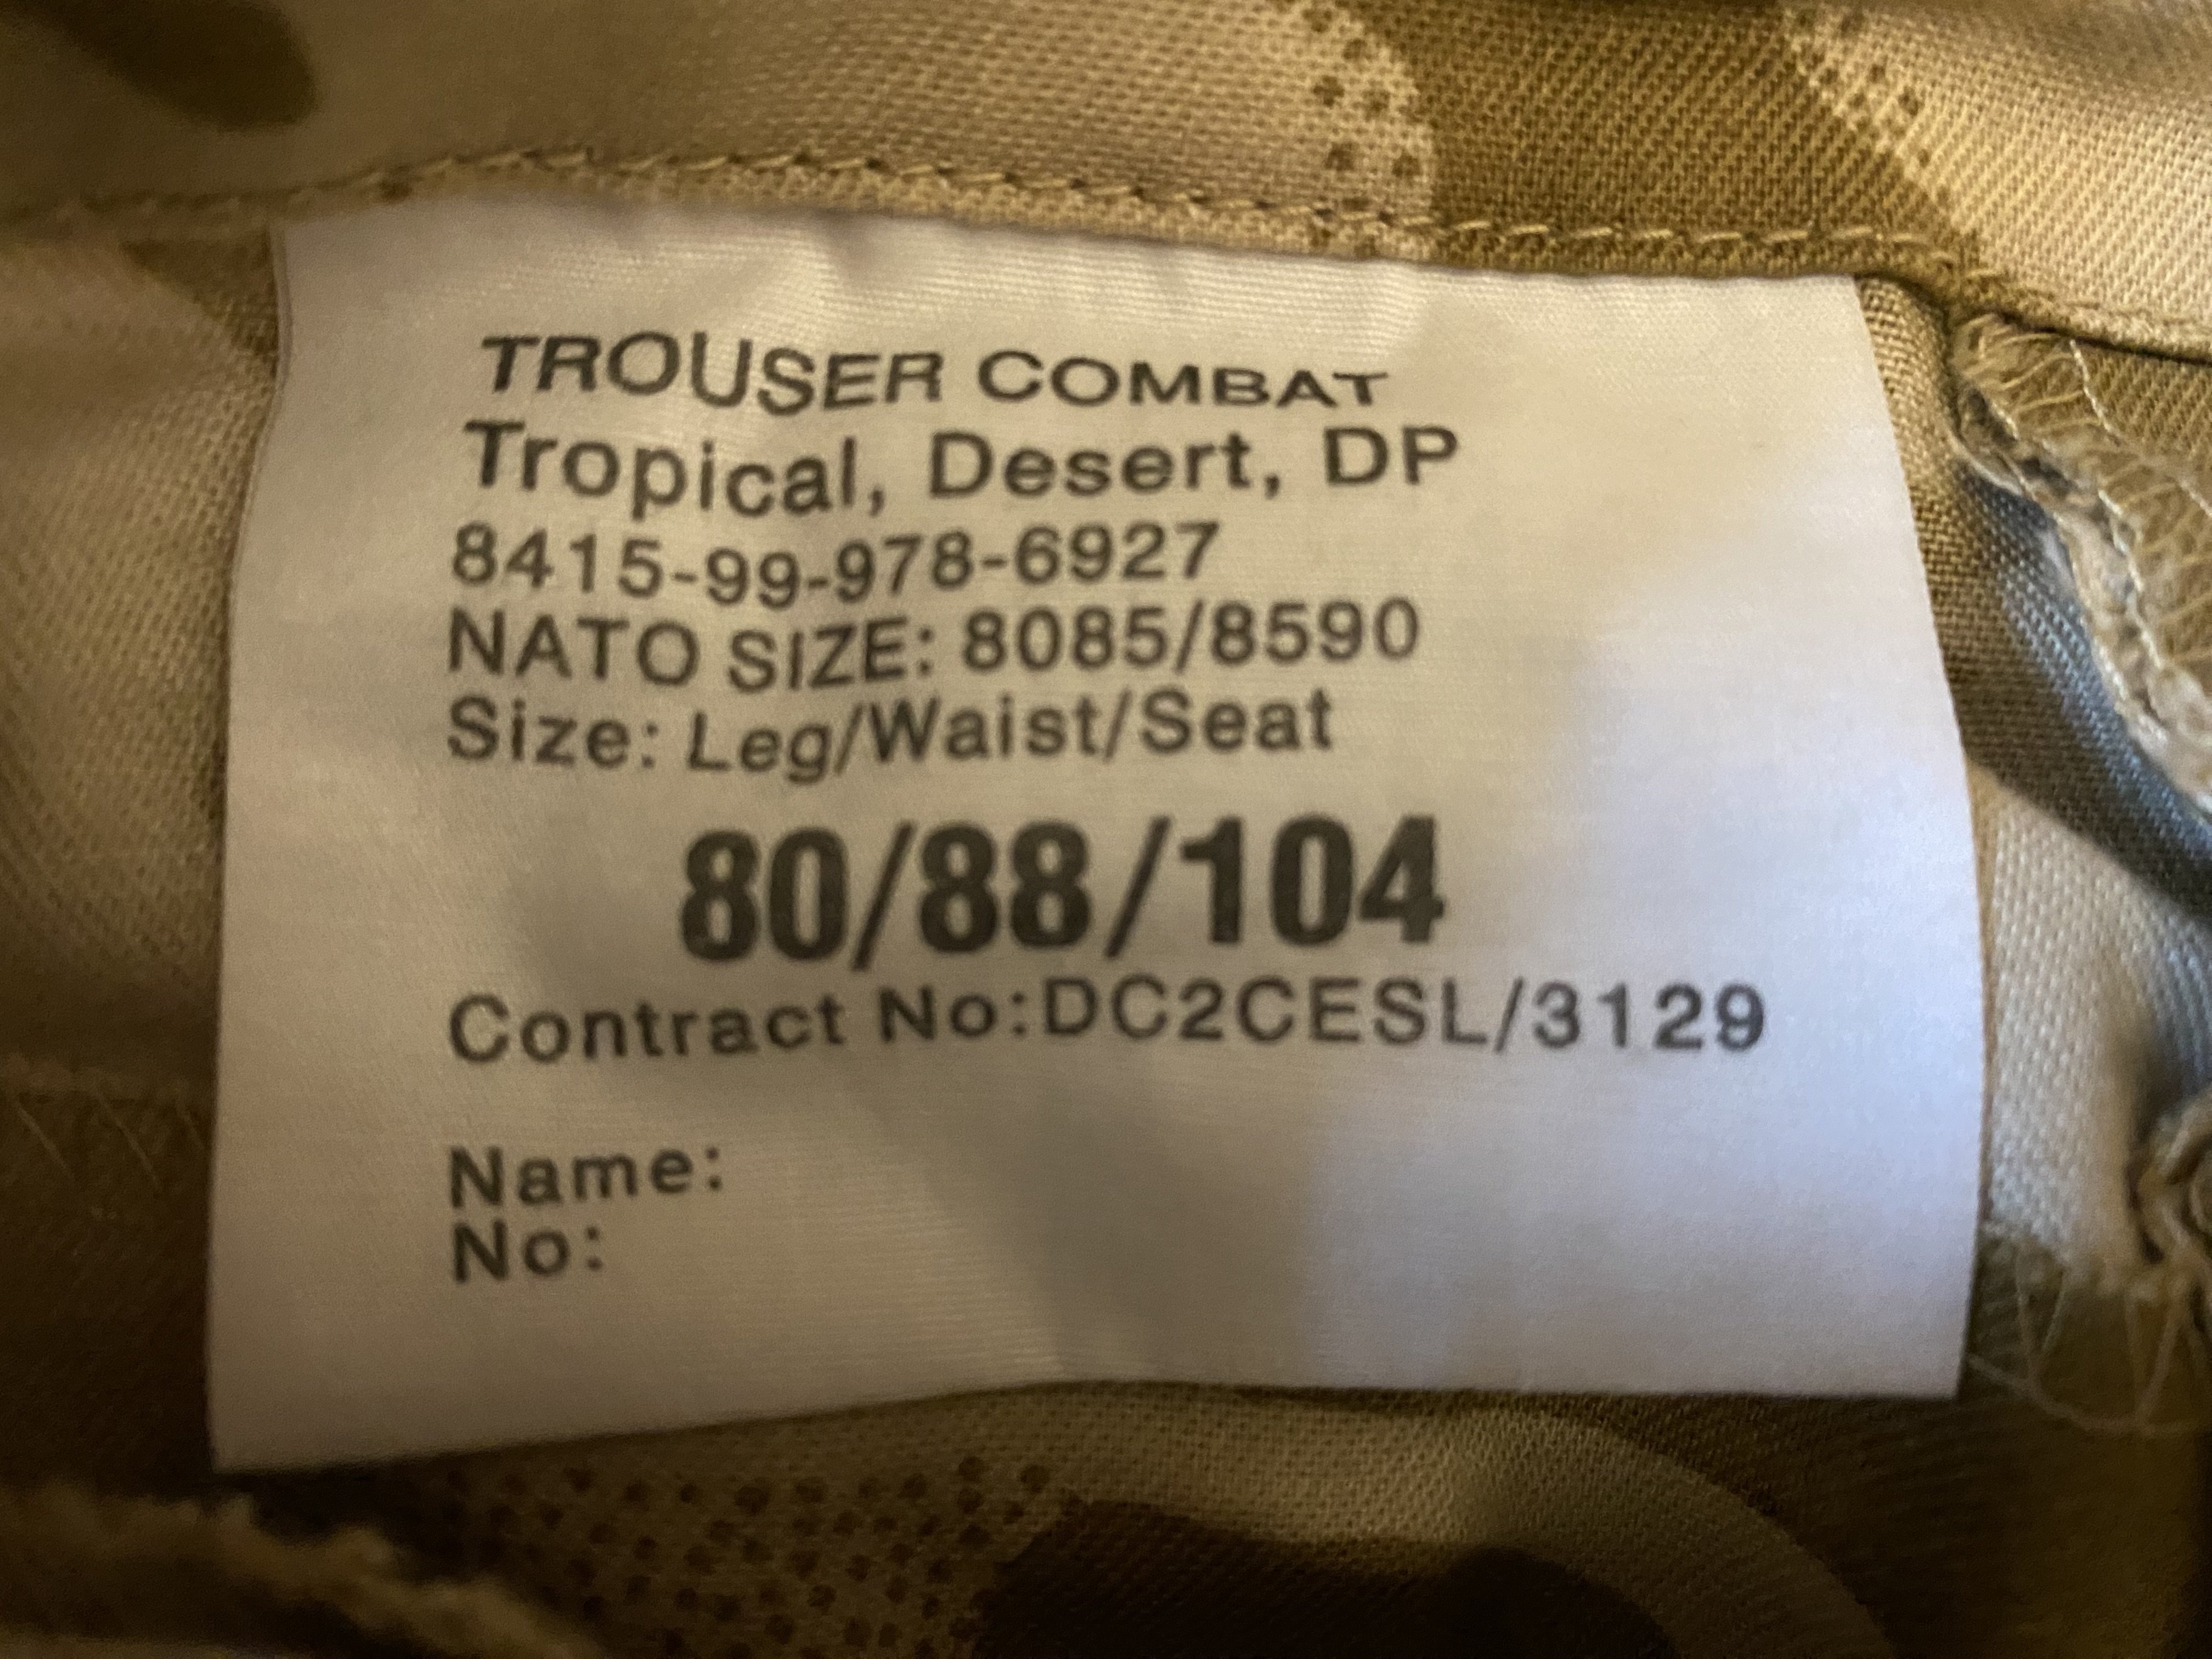 TROUSER COMBAT
Tropical, Desert, DP
8415-99-978-6927
NATO SIZE: 8085/8590
Size: Leg/Waist/Seat
80/88/104
Contract No:DC2CESL/3129
Name:
No: